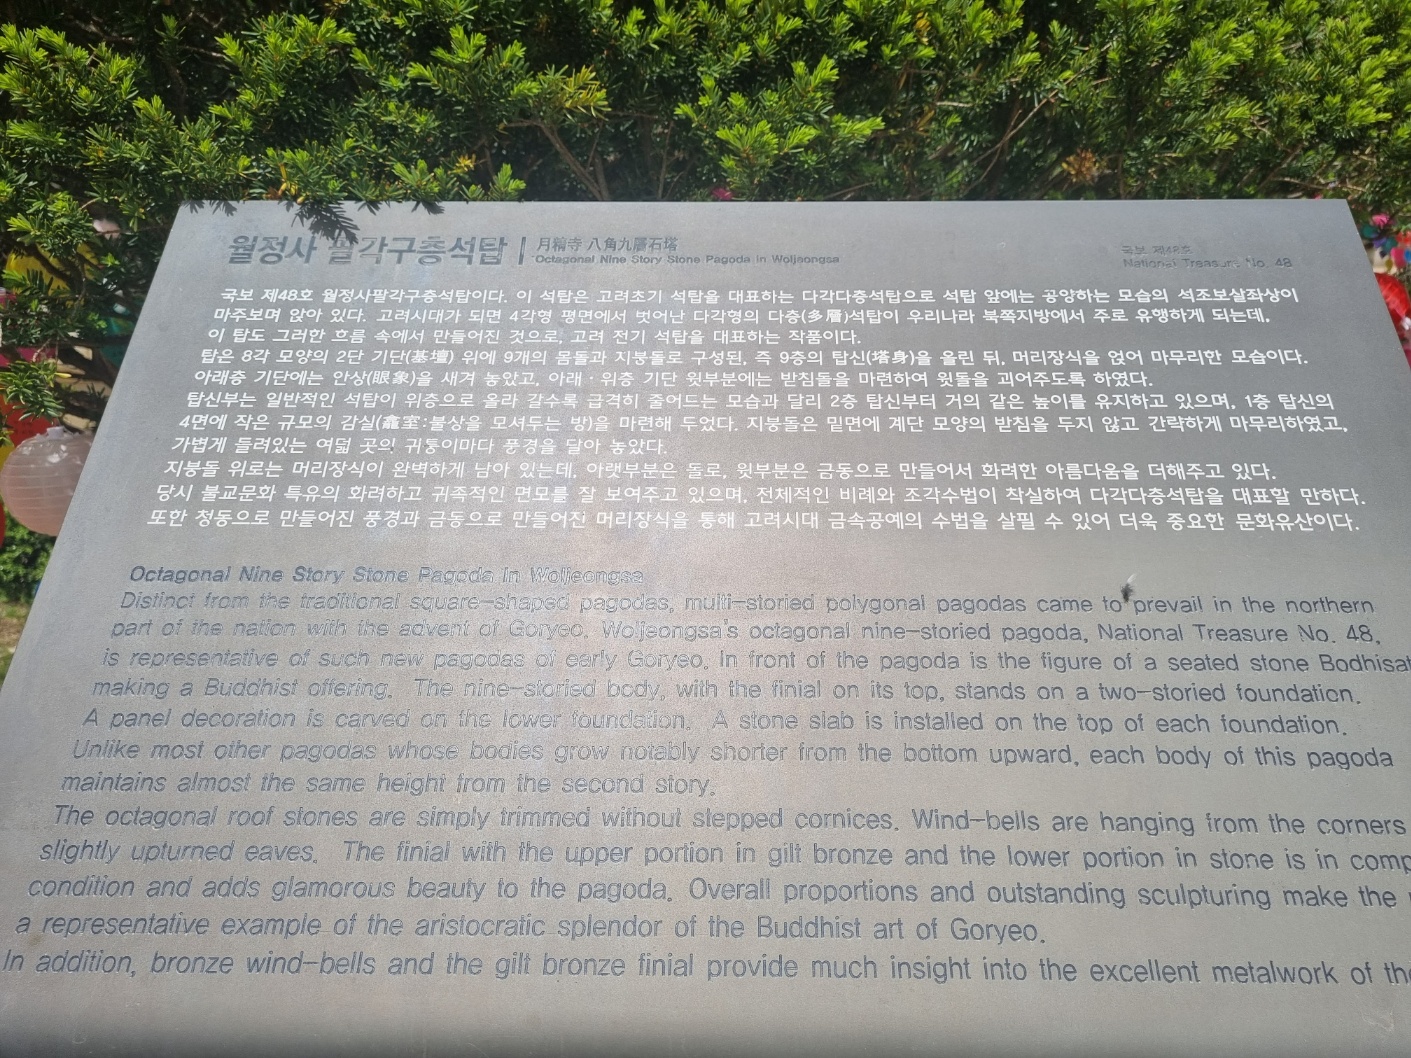 월정사 팔각구층석탑 | 月精寺 八角九層石塔
Octagonal Nine Story Stone Pagoda in Woljeongsa
국보 제48호
National Treasure No. 48
국보 제48호 월정사팔각구층석탑이다. 이 석탑은 고려초기 석탑을 대표하는 다각다층석탑으로 석탑 앞에는 공양하는 모습의 석조보살좌상이
마주보며 앉아 있다. 고려시대가 되면 4각형 평면에서 벗어난 다각형의 다층(多層)석탑이 우리나라 북쪽지방에서 주로 유행하게 되는데,
이 탑도 그러한 흐름 속에서 만들어진 것으로, 고려 전기 석탑을 대표하는 작품이다.
탑은 8각 모양의 2단 기단(基壇) 위에 9개의 몸돌과 지붕돌로 구성된, 즉 9층의 탑신(塔身)을 올린 뒤, 머리장식을 얹어 마무리한 모습이다.
아래층 기단에는 안상(眼象)을 새겨 놓았고, 아래·위층 기단 윗부분에는 받침돌을 마련하여 윗돌을 괴어주도록 하였다.
탑신부는 일반적인 석탑이 위층으로 올라 갈수록 급격히 줄어드는 모습과 달리 2층 탑신부터 거의 같은 높이를 유지하고 있으며, 1층 탑신의
4면에 작은 규모의 감실(龕室:불상을 모셔두는 방)을 마련해 두었다. 지붕돌은 밑면에 계단 모양의 받침을 두지 않고 간략하게 마무리하였고,
가볍게 들려있는 여덟 곳의 귀퉁이마다 풍경을 달아 놓았다.
지붕돌 위로는 머리장식이 완벽하게 남아 있는데, 아랫부분은 돌로, 윗부분은 금동으로 만들어서 화려한 아름다움을 더해주고 있다.
당시 불교문화 특유의 화려하고 귀족적인 면모를 잘 보여주고 있으며, 전체적인 비례와 조각수법이 착실하여 다각다층석탑을 대표할 만하다.
또한 청동으로 만들어진 풍경과 금동으로 만들어진 머리장식을 통해 고려시대 금속공예의 수법을 살필 수 있어 더욱 중요한 문화유산이다.
Octagonal Nine Story Stone Pagoda in Woljeongsa
Distinct from the traditional square-shaped pagodas, multi-storied polygonal pagodas came to prevail in the northern
part of the nation with the advent of Goryeo. Woljeongsa's octagonal nine-storied pagoda, National Treasure No. 48,
is representative of such new pagodas of early Goryeo. In front of the pagoda is the figure of a seated stone Bodhisat
making a Buddhist offering. The nine-storied body, with the finial on its top, stands on a two-storied foundation.
A panel decoration is carved on the lower foundation. A stone slab is installed on the top of each foundation.
Unlike most other pagodas whose bodies grow notably shorter from the bottom upward, each body of this pagoda
maintains almost the same height from the second story.
The octagonal roof stones are simply trimmed without stepped cornices. Wind-bells are hanging from the corners
slightly upturned eaves. The finial with the upper portion in gilt bronze and the lower portion in stone is in comp
condition and adds glamorous beauty to the pagoda. Overall proportions and outstanding sculpturing make the
a representative example of the aristocratic splendor of the Buddhist art of Goryeo.
In addition, bronze wind-bells and the gilt bronze finial provide much insight into the excellent metalwork of the